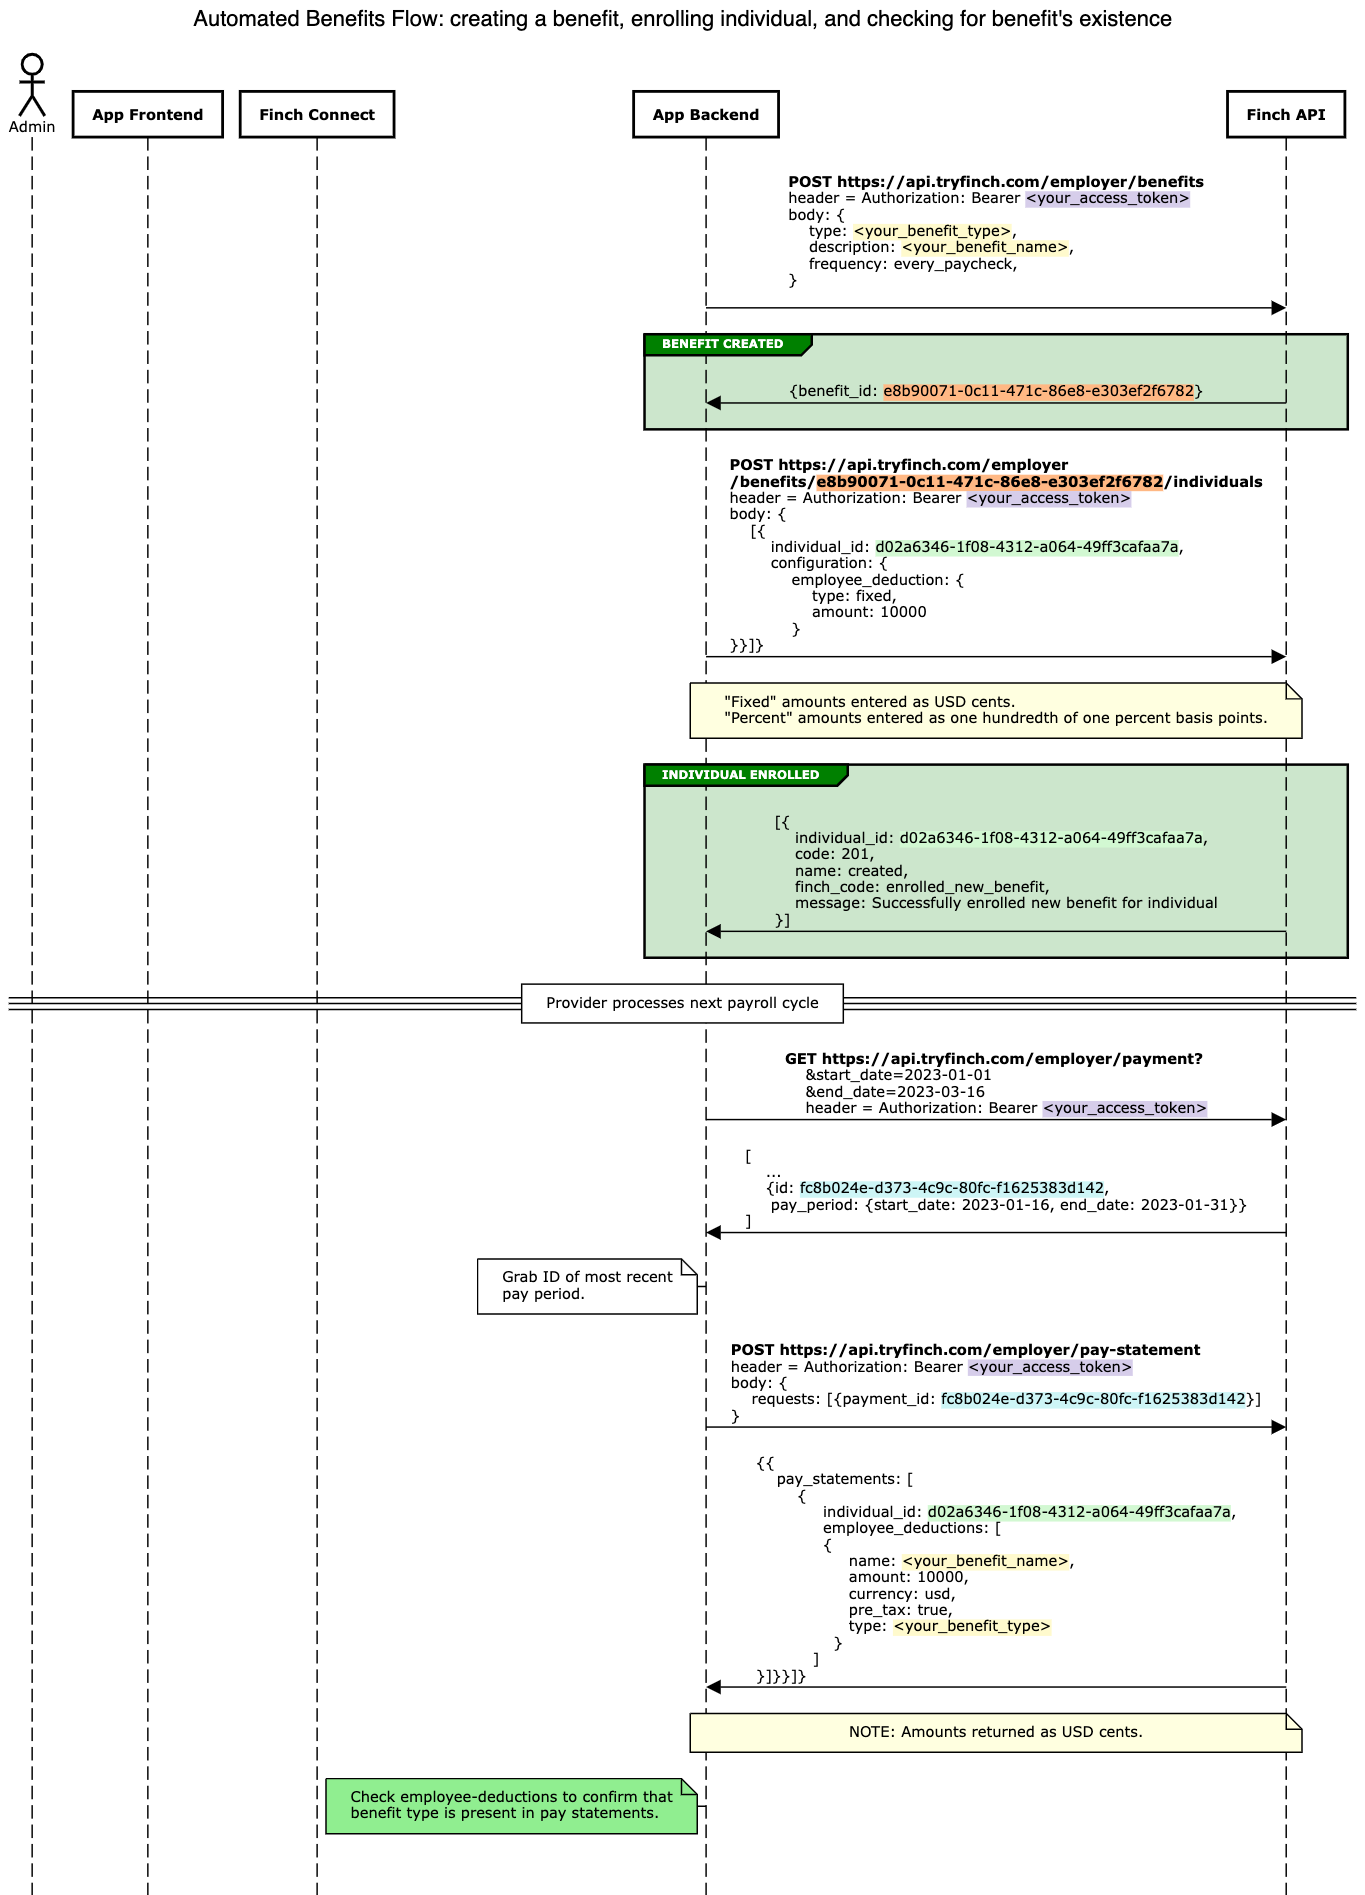 Automated Benefits Flow: creating a benefit, enrolling individual, and checking for benefit's existence
Admin
App Frontend
Finch Connect
App Backend
Finch API
POST https://api.tryfinch.com/employer/benefits
header = Authorization: Bearer <your_access_token>
body: {
type: <your_benefit_type>,
description: <your_benefit_name>,
frequency: every_paycheck,
}
BENEFIT CREATED
{benefit_id: e8b90071-0c11-471c-86e8-e303ef2f6782}
POST https://api.tryfinch.com/employer
/benefits/e8b90071-0c11-471c-86e8-e303ef2f6782/individuals
header = Authorization: Bearer <your_access_token>
body: {
[{
individual_id: d02a6346-1f08-4312-a064-49ff3cafaa7a,
configuration: {
employee_deduction: {
type: fixed,
amount: 10000
}
}}]}
"Fixed" amounts entered as USD cents.
"Percent" amounts entered as one hundredth of one percent basis points.
INDIVIDUAL ENROLLED
[{
individual_id: d02a6346-1f08-4312-a064-49ff3cafaa7a,
code: 201,
name: created,
finch_code: enrolled_new_benefit,
message: Successfully enrolled new benefit for individual
}]
Provider processes next payroll cycle
GET https://api.tryfinch.com/employer/payment?
&start_date=2023-01-01
&end_date=2023-03-16
header = Authorization: Bearer <your_access_token>
[
...
{id: fc8b024e-d373-4c9c-80fc-f1625383d142,
pay_period: {start_date: 2023-01-16, end_date: 2023-01-31}}
]
Grab ID of most recent
pay period.
POST https://api.tryfinch.com/employer/pay-statement
header = Authorization: Bearer <your_access_token>
body: {
requests: [{payment_id: fc8b024e-d373-4c9c-80fc-f1625383d142}]
}
{{
pay_statements: [
{
individual_id: d02a6346-1f08-4312-a064-49ff3cafaa7a,
employee_deductions: [
{
name: <your_benefit_name>,
amount: 10000,
currency: usd,
pre_tax: true,
type: <your_benefit_type>
}
]
}]}}]}
NOTE: Amounts returned as USD cents.
Check employee-deductions to confirm that
benefit type is present in pay statements.